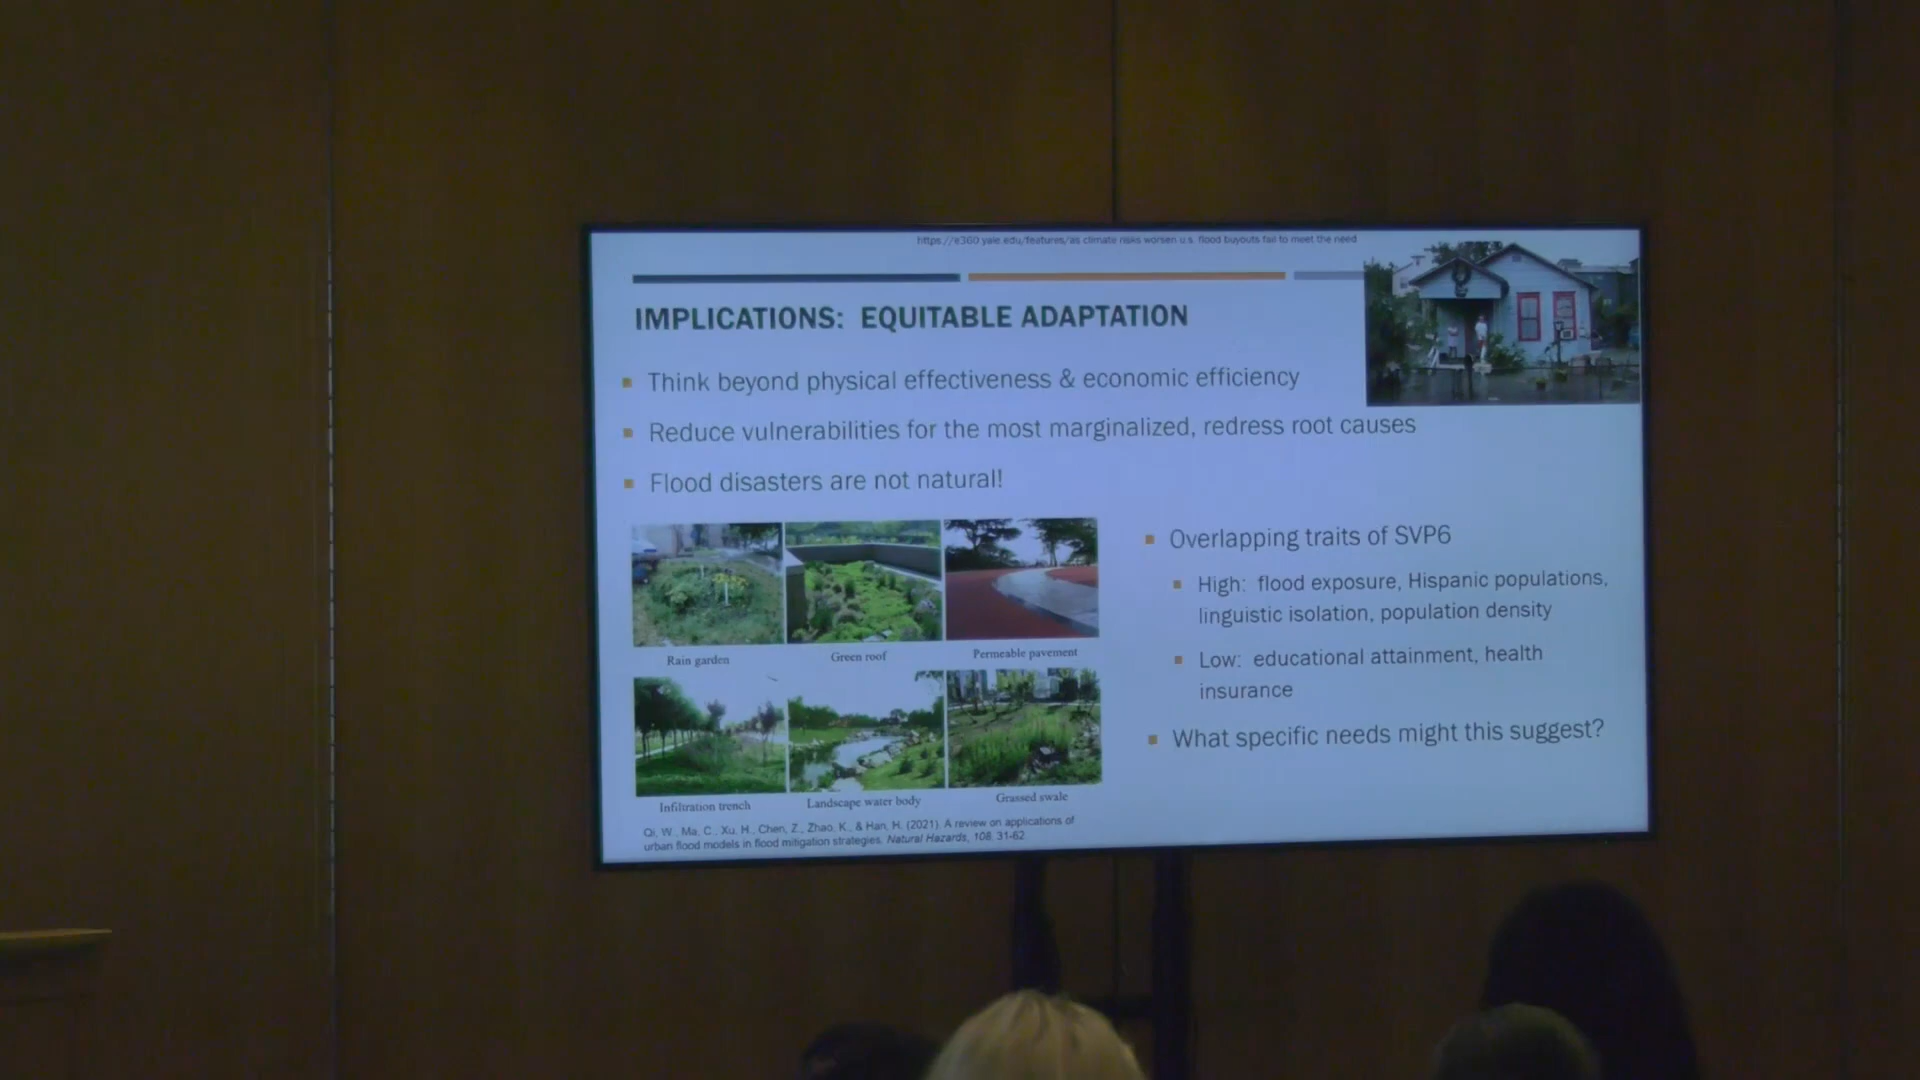 https://e360.yale.edu/features/as climate risks worsen u.s. flood buyouts fail to meet the need
IMPLICATIONS: EQUITABLE ADAPTATION
Think beyond physical effectiveness & economic efficiency
Reduce vulnerabilities for the most marginalized, redress root causes
Flood disasters are not natural!
Rain garden
Green roof
Permeable pavement
Infiltration trench
Landscape water body
Grassed swale
Qi, W., Ma, C., Xu, H., Chen, Z., Zhao, K., & Han, H. (2021). A review on applications of
urban flood models in flood mitigation strategies. Natural Hazards, 108, 31-62.
Overlapping traits of SVP6
High: flood exposure, Hispanic populations,
linguistic isolation, population density
Low: educational attainment, health
insurance
What specific needs might this suggest?